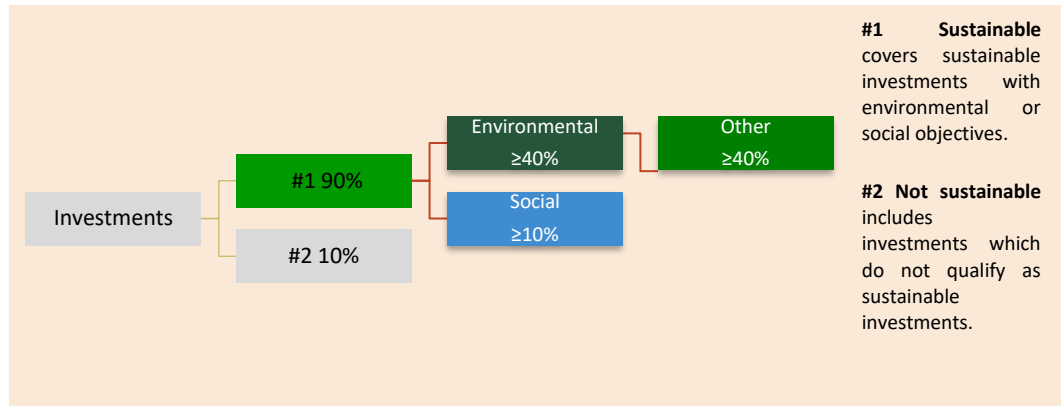 Investments
#1 90%
#2 10%
Environmental
≥40%
Social
≥10%
Other
≥40%
#1 Sustainable
covers sustainable
investments with
environmental or
social objectives.
#2 Not sustainable
includes
investments which
do not qualify as
sustainable
investments.